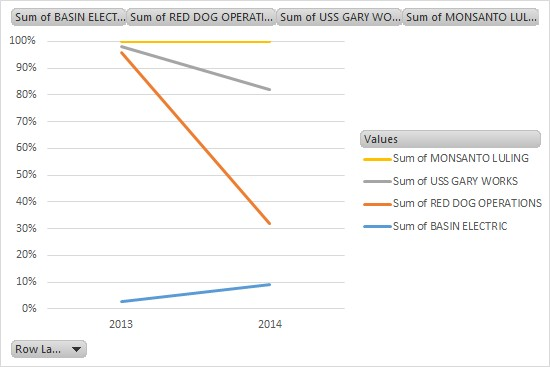 Sum of BASIN ELECT... Sum of RED DOG OPERATI... Sum of USS GARY WO... Sum of MONSANTO LUL...
100%
90%
80%
70%
60%
50%
40%
30%
20%
10%
0%
2013 2014
Values
Sum of MONSANTO LULING
Sum of USS GARY WORKS
Sum of RED DOG OPERATIONS
Sum of BASIN ELECTRIC
Row La...